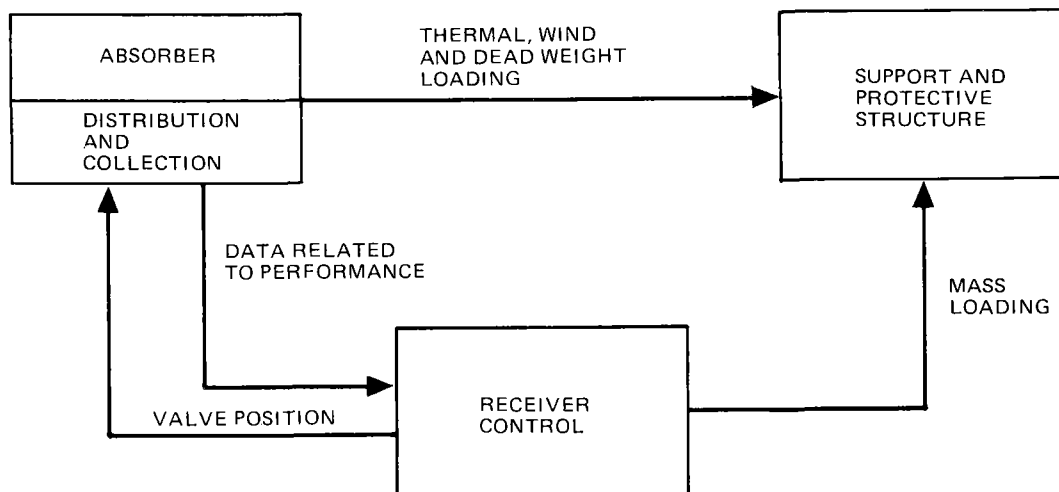 ABSORBER
DISTRIBUTION
AND
COLLECTION
THERMAL, WIND
AND DEAD WEIGHT
LOADING
SUPPORT AND
PROTECTIVE
STRUCTURE
DATA RELATED
TO PERFORMANCE
MASS
LOADING
VALVE POSITION
RECEIVER
CONTROL